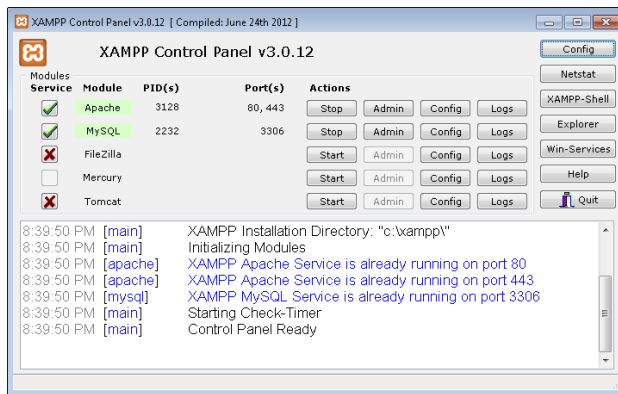 XAMPP Control Panel v3.0.12 [ Compiled: June 24th 2012 ]
XAMPP Control Panel v3.0.12
Config
Modules
Netstat
Service Module PID(s) Port(s) Actions
XAMPP-Shell
Apache 3128 80, 443 Stop Admin Config Logs
Explorer
MySQL 2232 3306 Stop Admin Config Logs
Win-Services
FileZilla Start Admin Config Logs
Help
Mercury Start Admin Config Logs
Quit
Tomcat Start Admin Config Logs
8:39:50 PM [main] XAMPP Installation Directory: "c:\xampp\"
8:39:50 PM [main] Initializing Modules
8:39:50 PM [apache] XAMPP Apache Service is already running on port 80
8:39:50 PM [apache] XAMPP Apache Service is already running on port 443
8:39:50 PM [mysql] XAMPP MySQL Service is already running on port 3306
8:39:50 PM [main] Starting Check-Timer
8:39:50 PM [main] Control Panel Ready